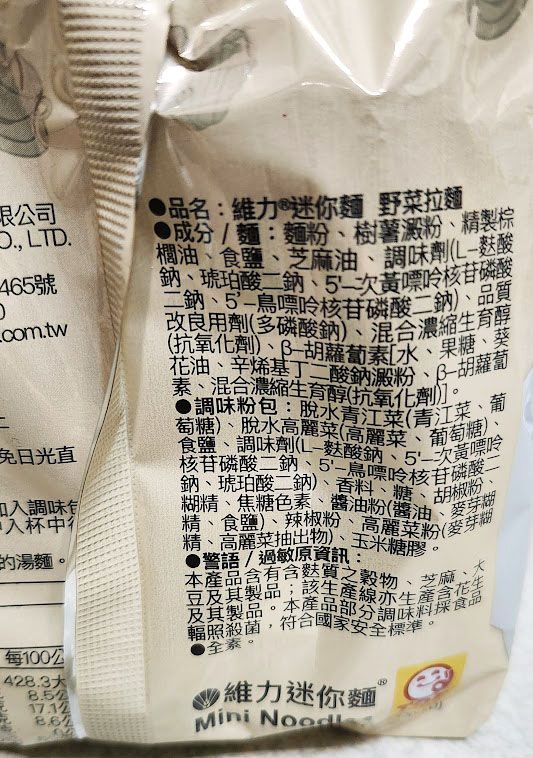 限公司
O., LTD.
465號
0
.com.tw
免日光直
加入調味包
的湯麵。
每100公
428.3大
8.5公
17.1公
8.6公
●品名：維力®迷你麵 野菜拉麵
●成分 / 麵：麵粉、樹薯澱粉、精製棕
櫚油、食鹽、芝麻油、調味劑(L-麩酸
鈉、琥珀酸二鈉、5'-次黃嘌呤核苷磷酸
二鈉、5'-鳥嘌呤核苷磷酸二鈉)、品質
改良用劑(多磷酸鈉)、混合濃縮生育醇
(抗氧化劑)、β-胡蘿蔔素[水、果糖、葵
花油、辛烯基丁二酸鈉澱粉、β-胡蘿蔔
素、混合濃縮生育醇(抗氧化劑)]。
●調味粉包：脫水青江菜(青江菜、葡
萄糖)、脫水高麗菜(高麗菜、葡萄糖)、
食鹽、調味劑(L-麩酸鈉、5'-次黃嘌呤
核苷磷酸二鈉、5'-鳥嘌呤核苷磷酸二
鈉、琥珀酸二鈉)、香料、糖、胡椒粉、
糊精、焦糖色素、醬油粉(醬油、麥芽糊
精、食鹽)、辣椒粉、高麗菜粉(麥芽糊
精、高麗菜抽出物)、玉米糖膠。
●警語 / 過敏原資訊：
本產品含有含麩質之穀物、芝麻、大
豆及其製品；該生產線亦生產含花生
及其製品。本產品部分調味料採食品
輻照殺菌，符合國家安全標準。
●全素。
維力迷你麵®
Mini Noodles